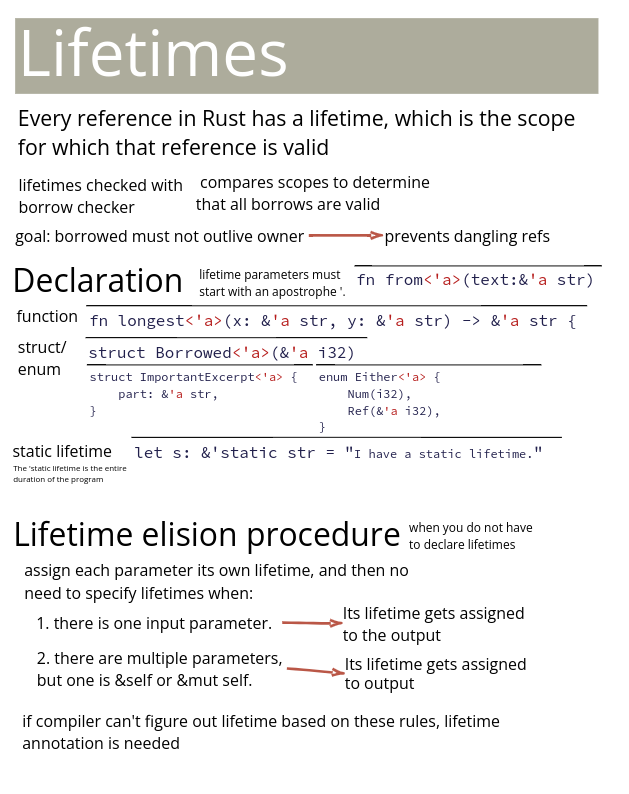 Lifetimes
Every reference in Rust has a lifetime, which is the scope
for which that reference is valid
lifetimes checked with
borrow checker
compares scopes to determine
that all borrows are valid
goal: borrowed must not outlive owner
prevents dangling refs
Declaration
lifetime parameters must
start with an apostrophe '.
fn from<'a>(text:&'a str)
function
fn longest<'a>(x: &'a str, y: &'a str) -> &'a str {
struct/
enum
struct Borrowed<'a>(&'a i32)
struct ImportantExcerpt<'a> {
part: &'a str,
}
enum Either<'a> {
Num(i32),
Ref(&'a i32),
}
static lifetime
The 'static lifetime is the entire
duration of the program
let s: &'static str = "I have a static lifetime."
Lifetime elision procedure
when you do not have
to declare lifetimes
assign each parameter its own lifetime, and then no
need to specify lifetimes when:
1. there is one input parameter.
Its lifetime gets assigned
to the output
2. there are multiple parameters,
but one is &self or &mut self.
Its lifetime gets assigned
to output
if compiler can't figure out lifetime based on these rules, lifetime
annotation is needed